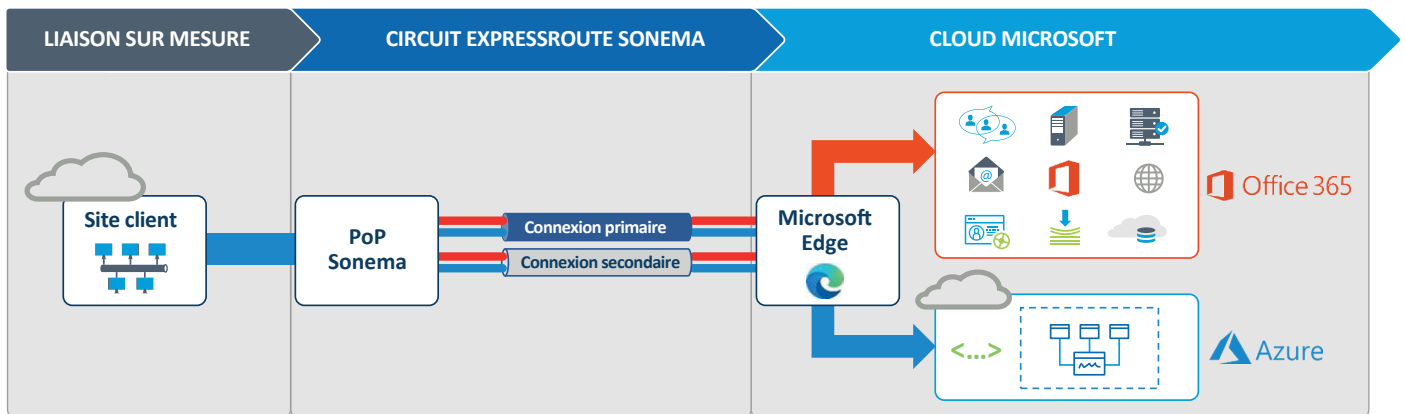 LIAISON SUR MESURE
CIRCUIT EXPRESSROUTE SONEMA
CLOUD MICROSOFT
Site client
PoP
Sonema
Connexion primaire
Connexion secondaire
Microsoft
Edge
@
Office 365
<...>
Azure